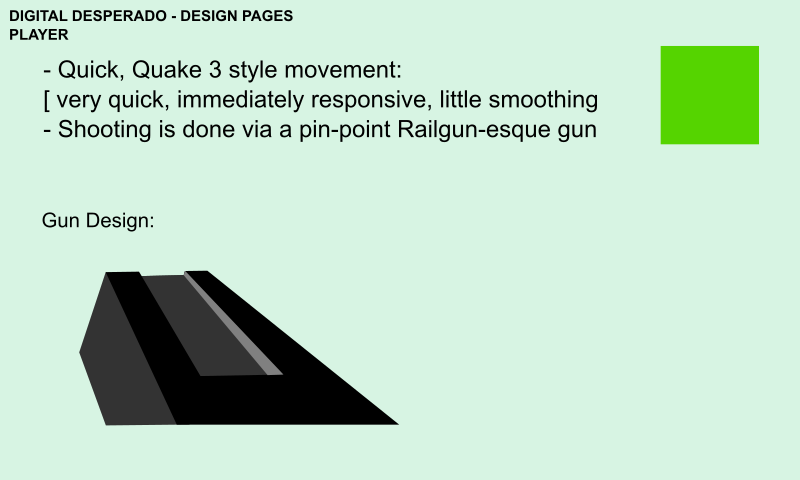 DIGITAL DESPERADO - DESIGN PAGES
PLAYER
- Quick, Quake 3 style movement:
[ very quick, immediately responsive, little smoothing
- Shooting is done via a pin-point Railgun-esque gun
Gun Design: